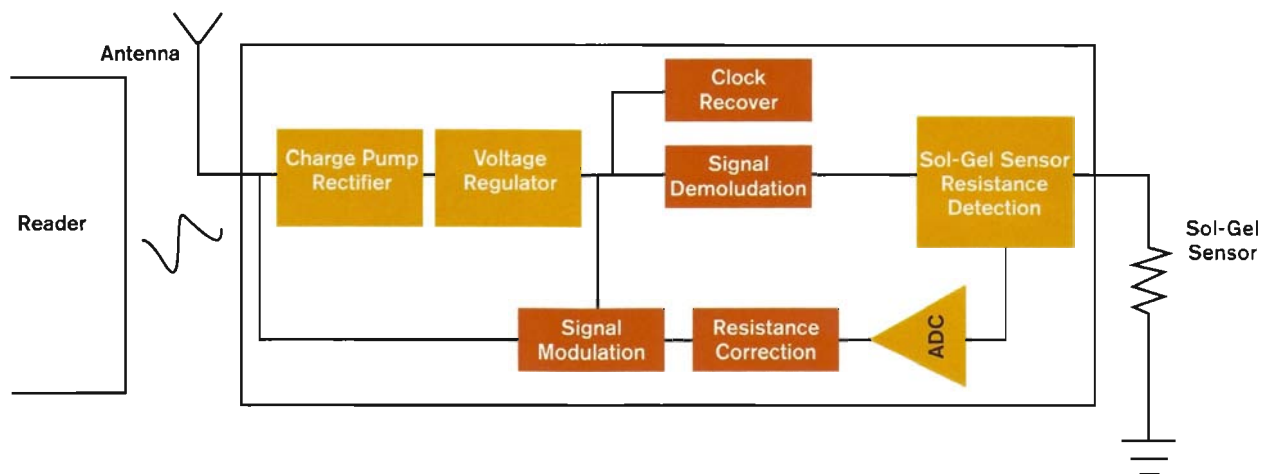 Antenna
Reader
Charge Pump
Rectifier
Voltage
Regulator
Clock
Recover
Signal
Demoludation
Sol-Gel Sensor
Resistance
Detection
Sol-Gel
Sensor
Signal
Modulation
Resistance
Correction
ADC